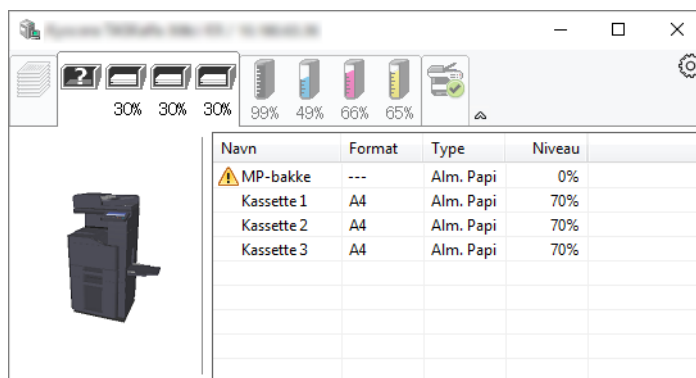 ?
30% 30% 30% 99% 49% 66% 65%
Navn Format Type Niveau
MP-bakke --- Alm. Papi 0%
Kassette 1 A4 Alm. Papi 70%
Kassette 2 A4 Alm. Papi 70%
Kassette 3 A4 Alm. Papi 70%